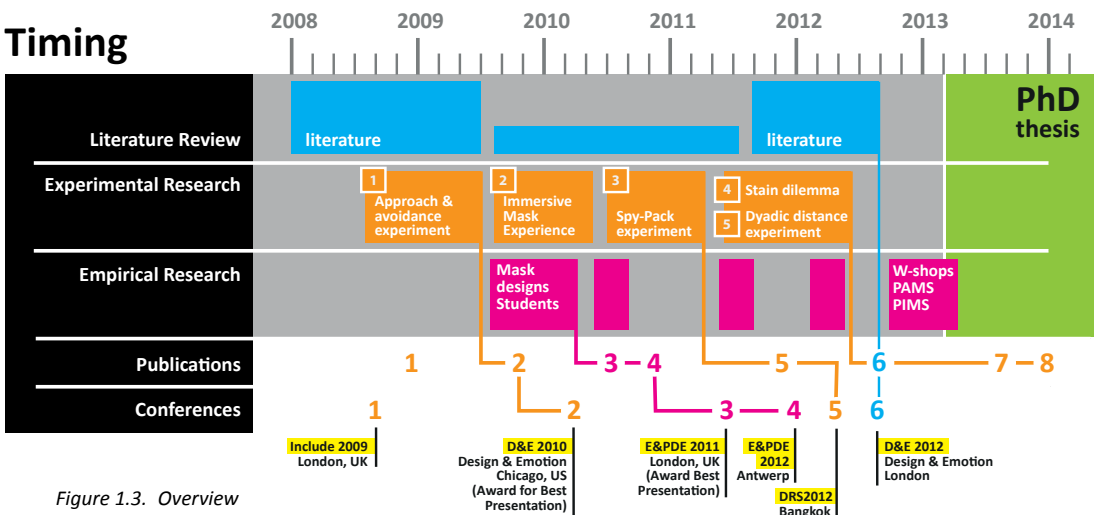 Timing
2008 2009 2010 2011 2012 2013 2014
PhD
thesis
Literature Review
literature
literature
Experimental Research
1
Approach &
avoidance
experiment
2
Immersive
Mask
Experience
3
Spy-Pack
experiment
4 Stain dilemma
5 Dyadic distance
experiment
Empirical Research
Mask
designs
Students
W-shops
PAMS
PIMS
Publications
1 2 3 4 5 6 7 8
Conferences
1 2 3 4 5 6
Include 2009
London, UK
D&E 2010
Design & Emotion
Chicago, US
(Award for Best
Presentation)
E&PDE 2011
London, UK
(Award Best
Presentation)
E&PDE
2012
Antwerp
DRS2012
Bangkok
D&E 2012
Design & Emotion
London
Figure 1.3. Overview